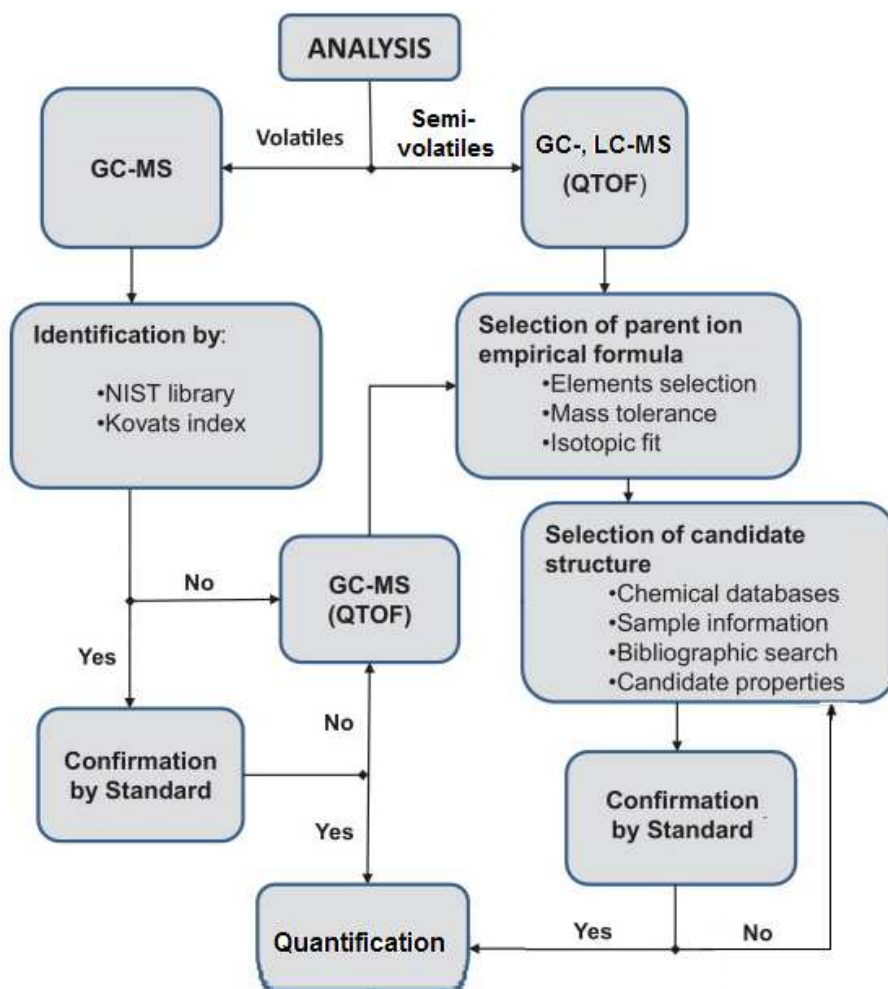 ANALYSIS
Volatiles
Semi-
volatiles
GC-MS
GC-, LC-MS
(QTOF)
Identification by:
•NIST library
•Kovats index
Selection of parent ion
empirical formula
•Elements selection
•Mass tolerance
•Isotopic fit
Selection of candidate
structure
•Chemical databases
•Sample information
•Bibliographic search
•Candidate properties
No
GC-MS
(QTOF)
Yes
No
Confirmation
by Standard
Confirmation
by Standard
Yes
Quantification
Yes
No